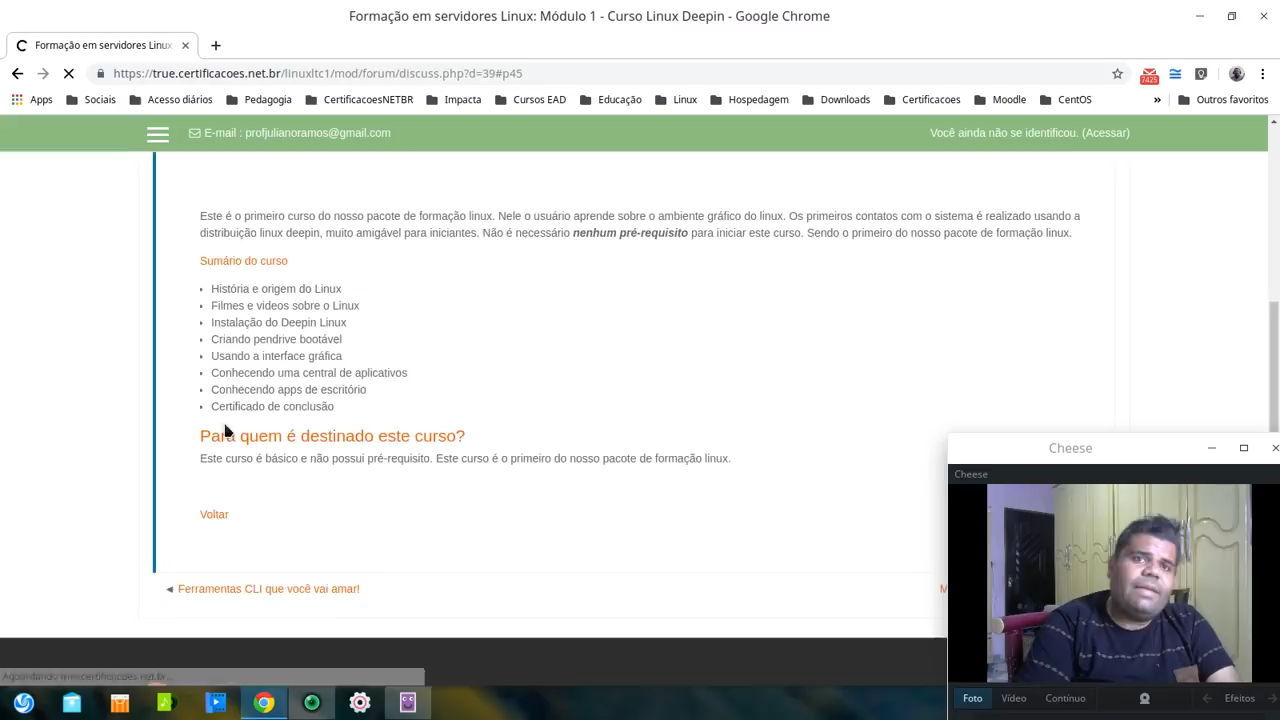 Formação em servidores Linux: Módulo 1 - Curso Linux Deepin - Google Chrome
Formação em servidores Linux
https://true.certificacoes.net.br/linuxltc1/mod/forum/discuss.php?d=39#p45
7425
Apps Sociais Acesso diários Pedagogia CertificacoesNETBR Impacta Cursos EAD Educação Linux Hospedagem Downloads Certificacoes Moodle CentOS » Outros favoritos
E-mail : profjulianoramos@gmail.com Você ainda não se identificou. (Acessar)
Este é o primeiro curso do nosso pacote de formação linux. Nele o usuário aprende sobre o ambiente gráfico do linux. Os primeiros contatos com o sistema é realizado usando a
distribuição linux deepin, muito amigável para iniciantes. Não é necessário nenhum pré-requisito para iniciar este curso. Sendo o primeiro do nosso pacote de formação linux.
Sumário do curso
História e origem do Linux
Filmes e videos sobre o Linux
Instalação do Deepin Linux
Criando pendrive bootável
Usando a interface gráfica
Conhecendo uma central de aplicativos
Conhecendo apps de escritório
Certificado de conclusão
Para quem é destinado este curso?
Este curso é básico e não possui pré-requisito. Este curso é o primeiro do nosso pacote de formação linux.
Voltar
◄ Ferramentas CLI que você vai amar! M
Aguardando www.certificacoes.net.br...
Cheese
Cheese
Foto Vídeo Contínuo Efeitos